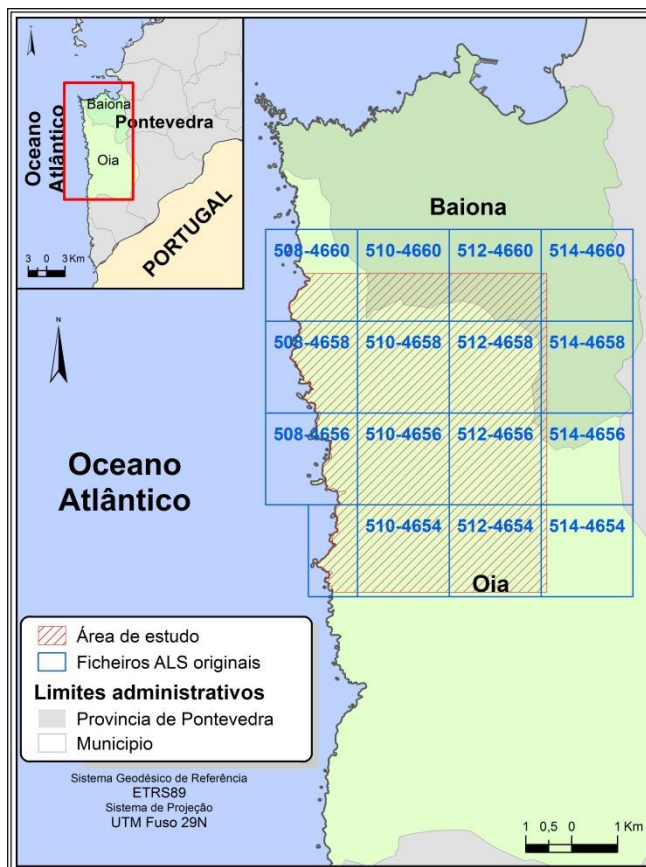 N
Baiona
Pontevedra
Oceano
Atlântico
Oia
PORTUGAL
3 0 3 Km
Baiona
508-4660 510-4660 512-4660 514-4660
508-4658 510-4658 512-4658 514-4658
508-4656 510-4656 512-4656 514-4656
510-4654 512-4654 514-4654
Oia
N
Oceano
Atlântico
Área de estudo
Ficheiros ALS originais
Limites administrativos
Provincia de Pontevedra
Municipio
Sistema Geodésico de Referência
ETRS89
Sistema de Projeção
UTM Fuso 29N
1 0,5 0 1 Km